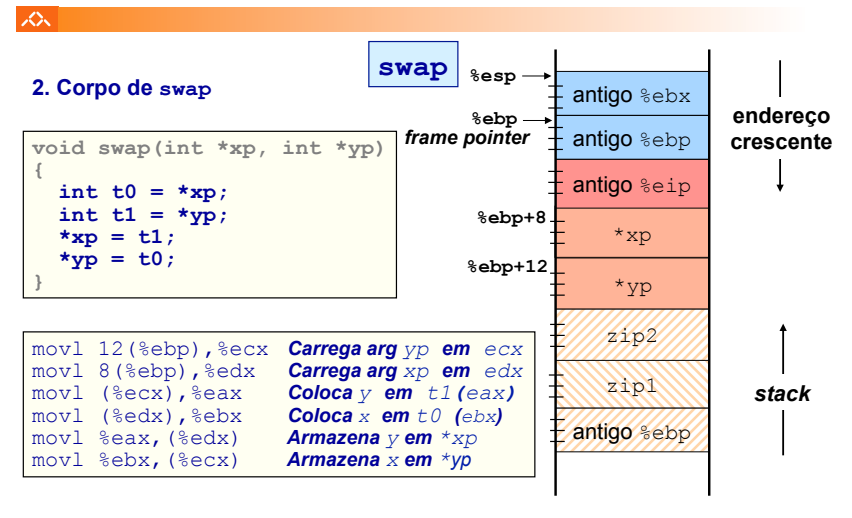 swap
2. Corpo de swap
void swap(int *xp, int *yp)
{
int t0 = *xp;
int t1 = *yp;
*xp = t1;
*yp = t0;
}
movl 12(%ebp),%ecx Carrega arg yp em ecx
movl 8(%ebp),%edx Carrega arg xp em edx
movl (%ecx),%eax Coloca y em t1(eax)
movl (%edx),%ebx Coloca x em t0 (ebx)
movl %eax,(%edx) Armazena y em *xp
movl %ebx,(%ecx) Armazena x em *yp
%esp
%ebp
frame pointer
%ebp+8
%ebp+12
antigo %ebx
antigo %ebp
antigo %eip
*xp
*yp
zip2
zip1
antigo %ebp
endereço
crescente
stack